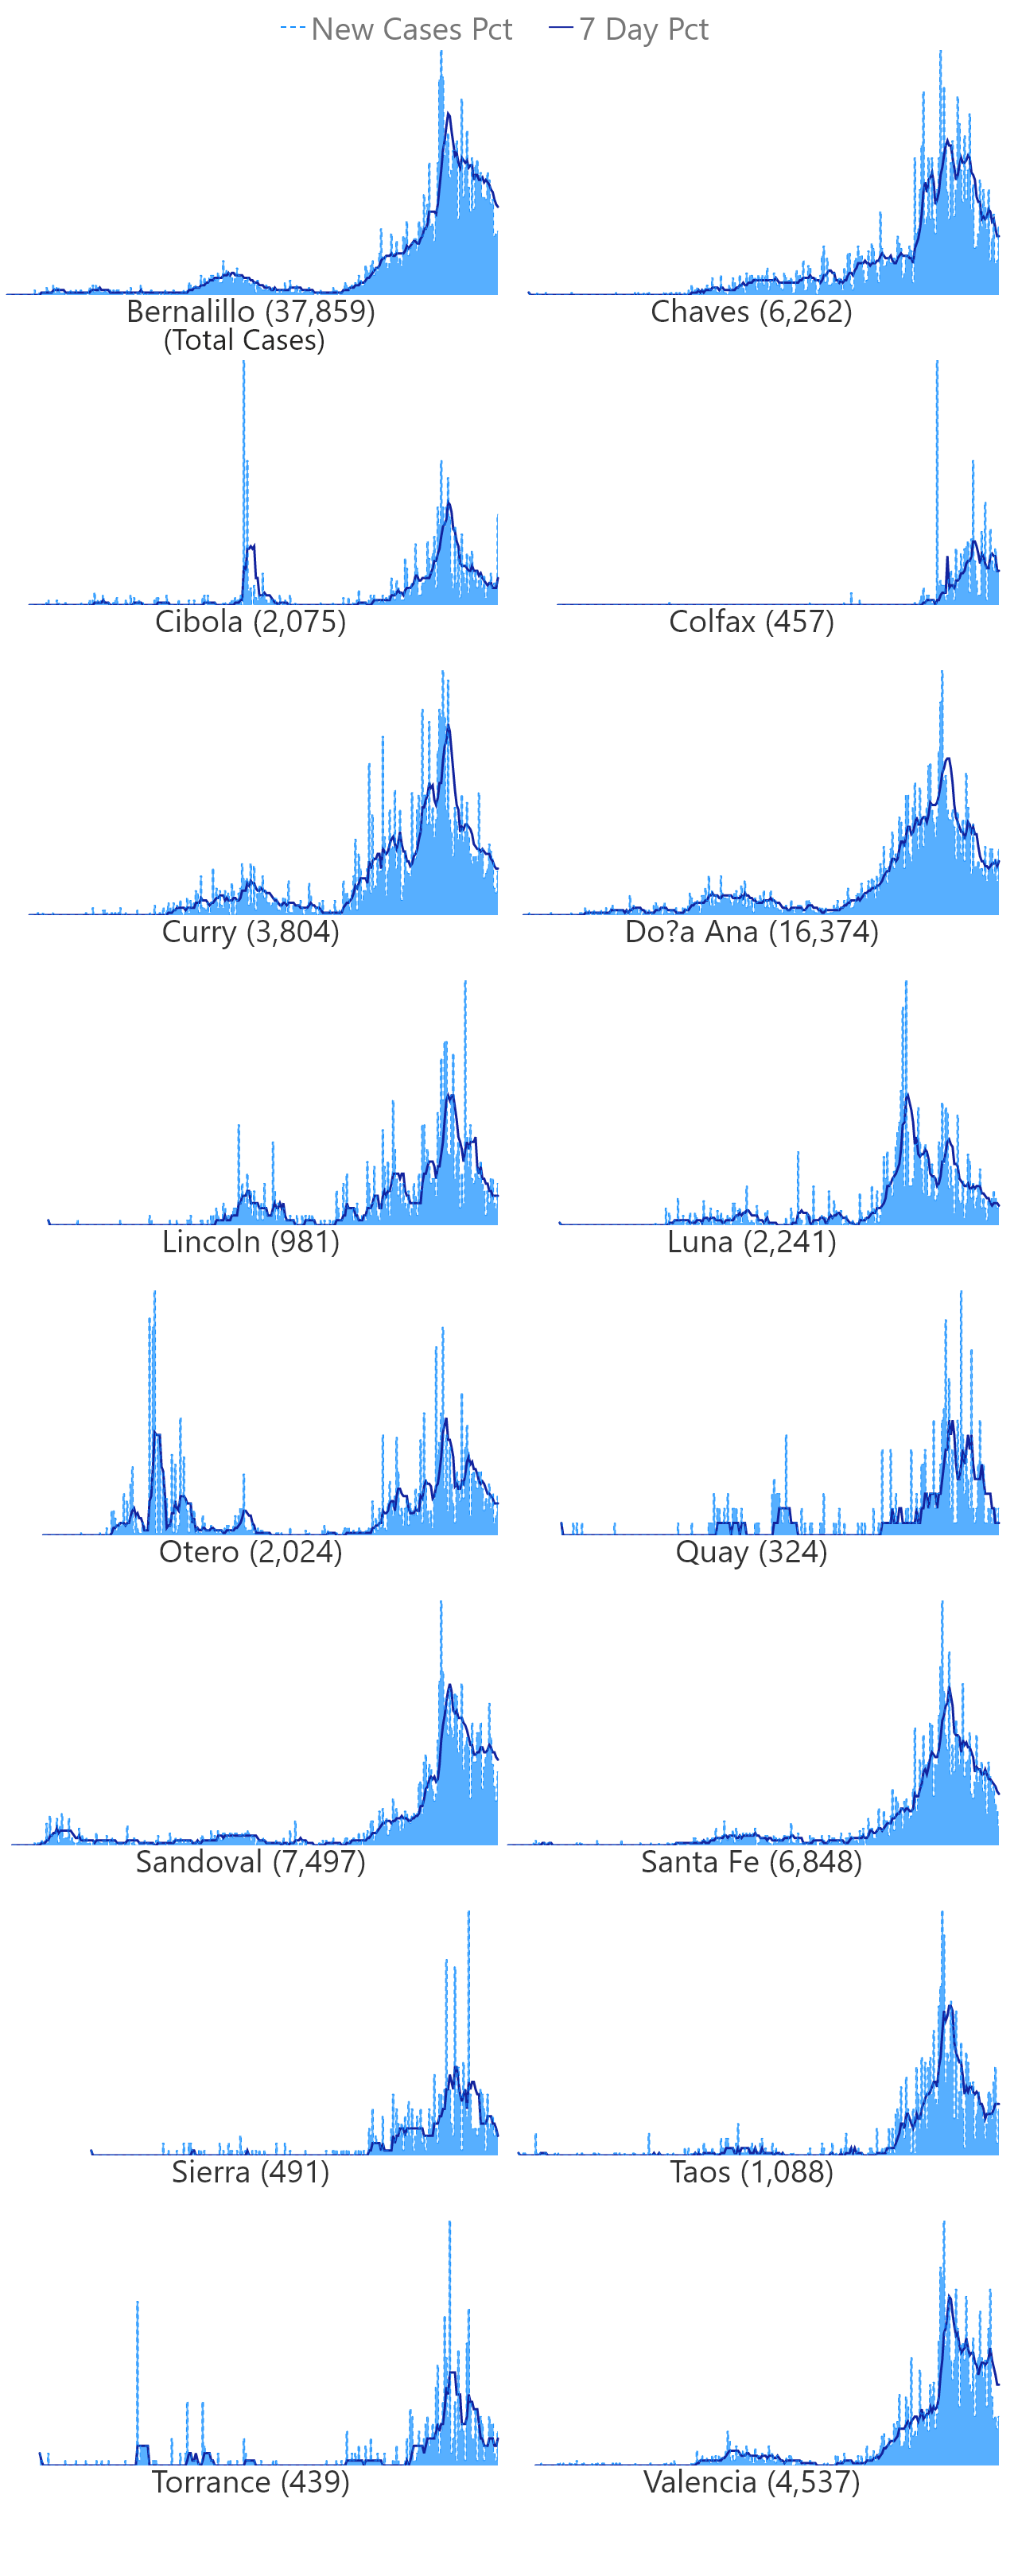 New Cases Pct 7 Day Pct
Bernalillo (37,859) Chaves (6,262)
(Total Cases)
Cibola (2,075) Colfax (457)
Curry (3,804) Do?a Ana (16,374)
Lincoln (981) Luna (2,241)
Otero (2,024) Quay (324)
Sandoval (7,497) Santa Fe (6,848)
Sierra (491) Taos (1,088)
Torrance (439) Valencia (4,537)